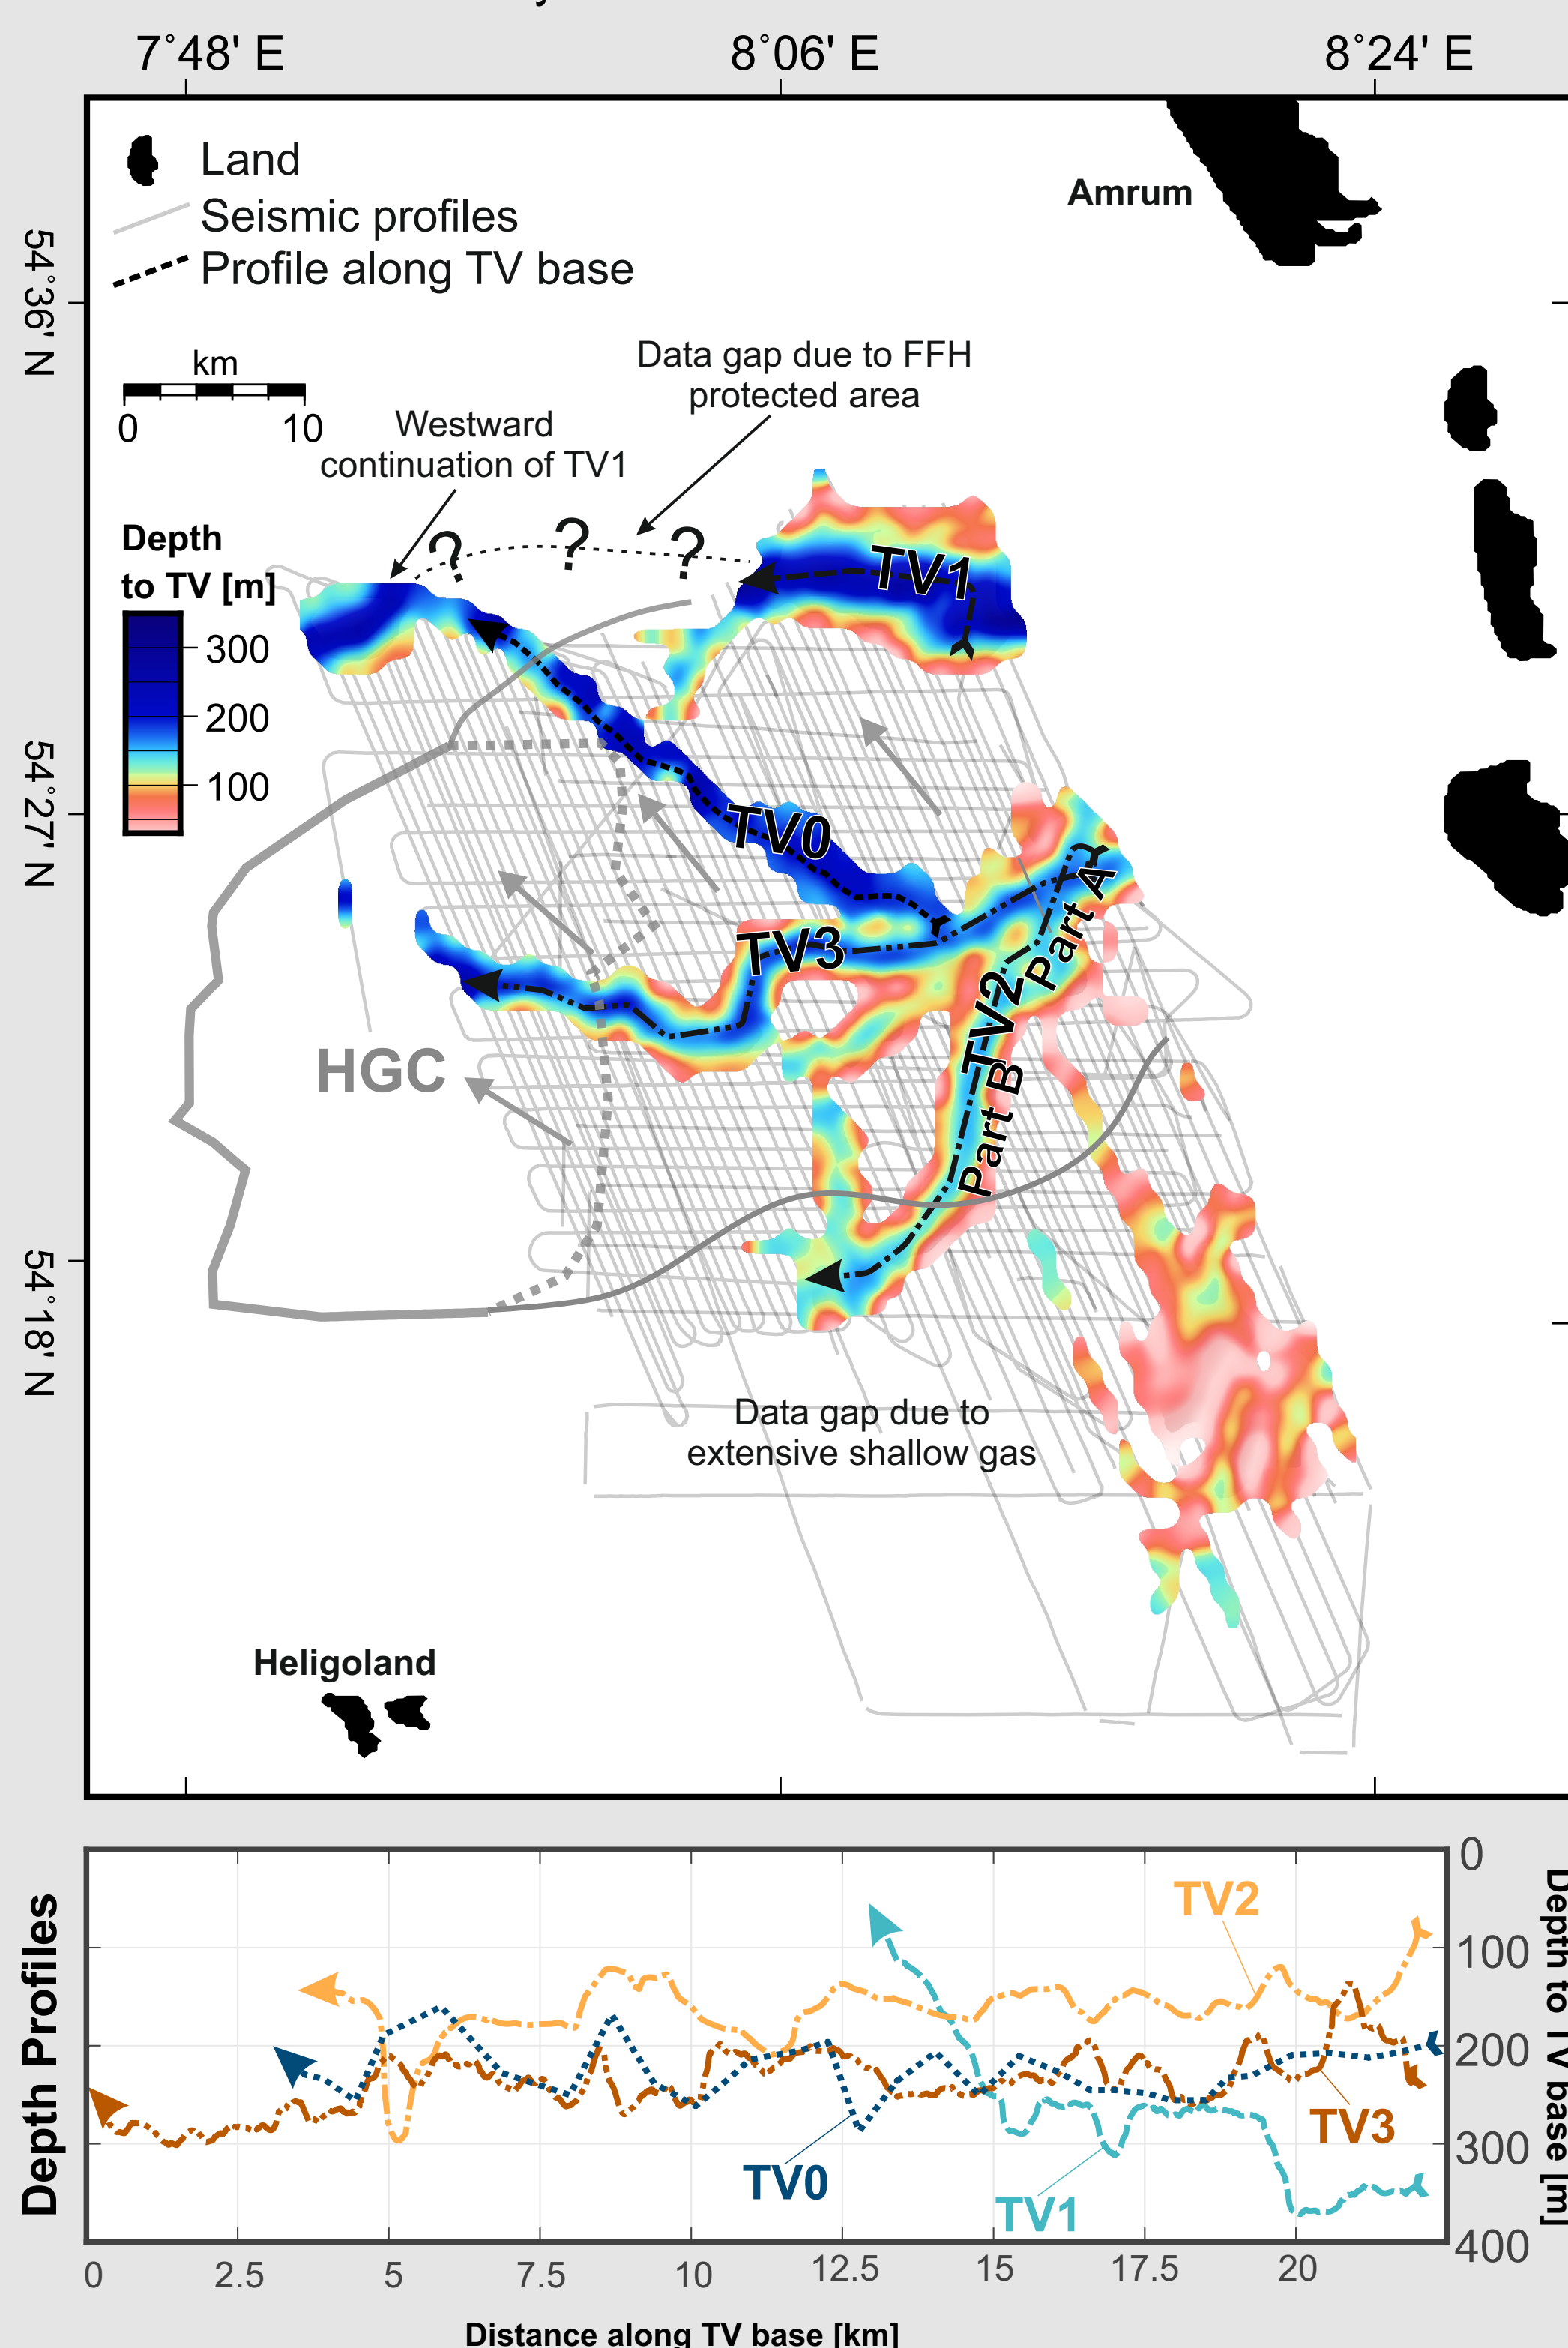 7°48' E
8°06' E
8°24' E
Land
Seismic profiles
Profile along TV base
Amrum
54°36' N
km
0
10
Data gap due to FFH
protected area
Westward
continuation of TV1
? ? ?
Depth
to TV [m]
300
200
100
TV1
54°27' N
TV0
TV3
Part A
TV2
Part B
HGC
54°18' N
Data gap due to
extensive shallow gas
Heligoland
Depth Profiles
TV2
TV0
TV1
TV3
0
100
200
300
400
Depth to TV base [m]
0
2.5
5
7.5
10
12.5
15
17.5
20
Distance along TV base [km]